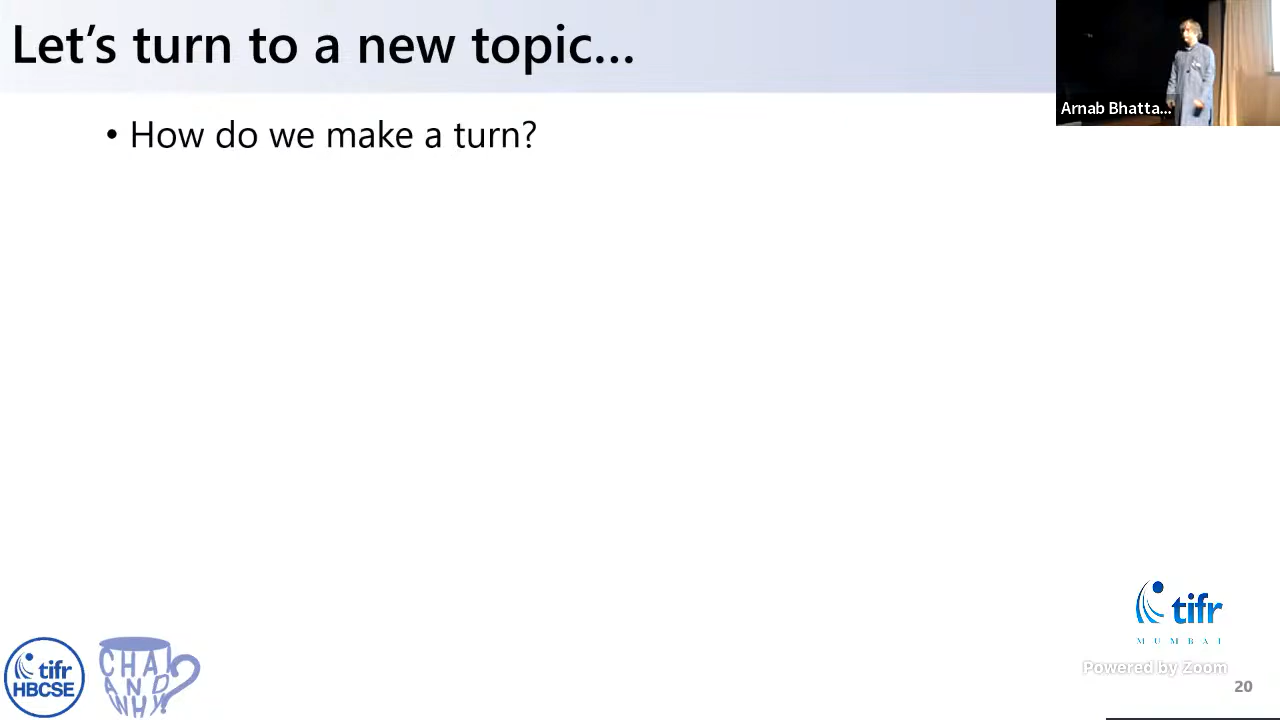 Let's turn to a new topic...
Arnab Bhatta...
• How do we make a turn?
tifr
MUMBAI
Powered by Zoom
20
tifr
HBCSE
CHAI
AND
WHY?